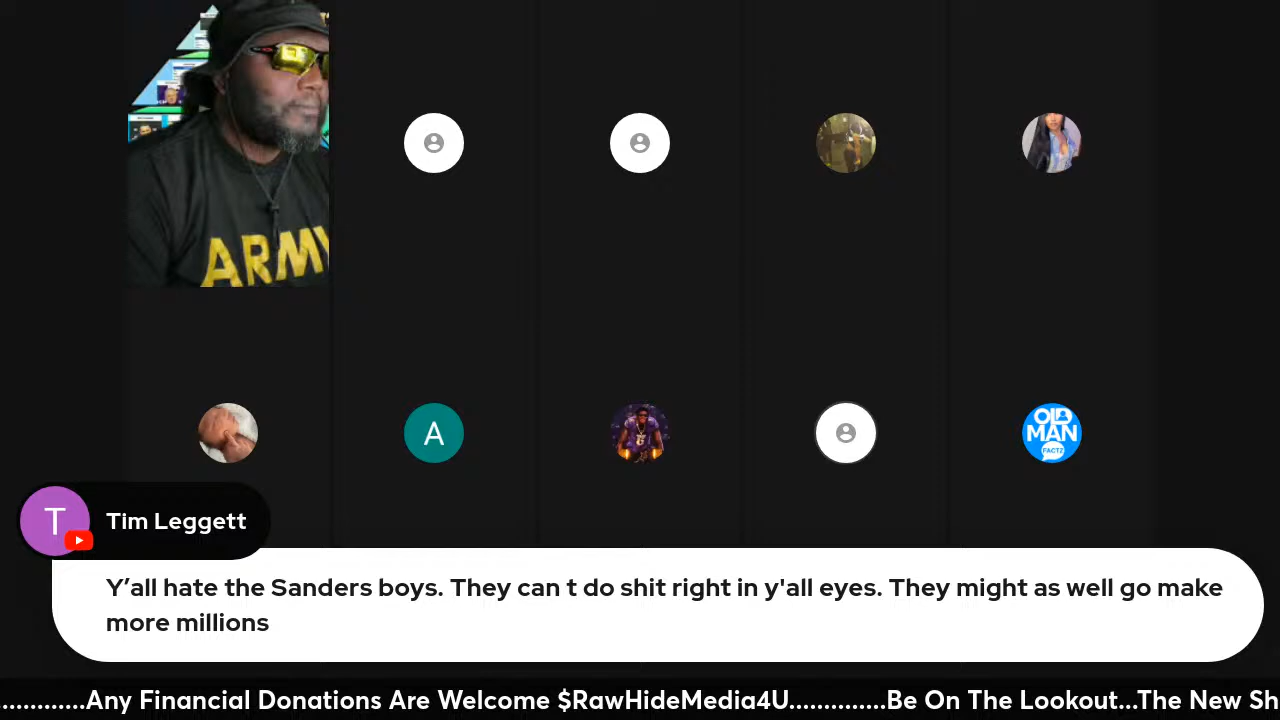 ARMY
A
OLD
MAN
FACTZ
T
Tim Leggett
Y’all hate the Sanders boys. They can t do shit right in y'all eyes. They might as well go make
more millions
.............Any Financial Donations Are Welcome $RawHideMedia4U..............Be On The Lookout...The New Sh